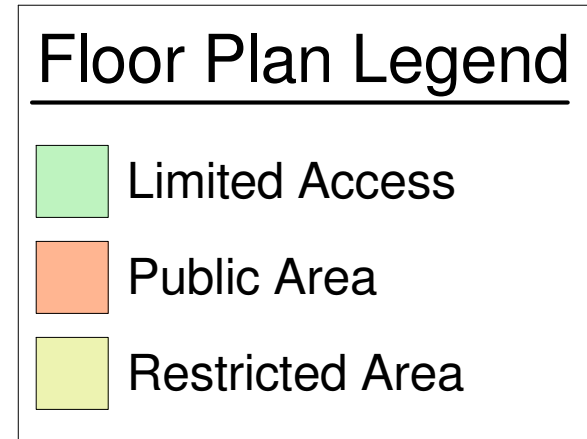 Floor Plan Legend
Limited Access
Public Area
Restricted Area